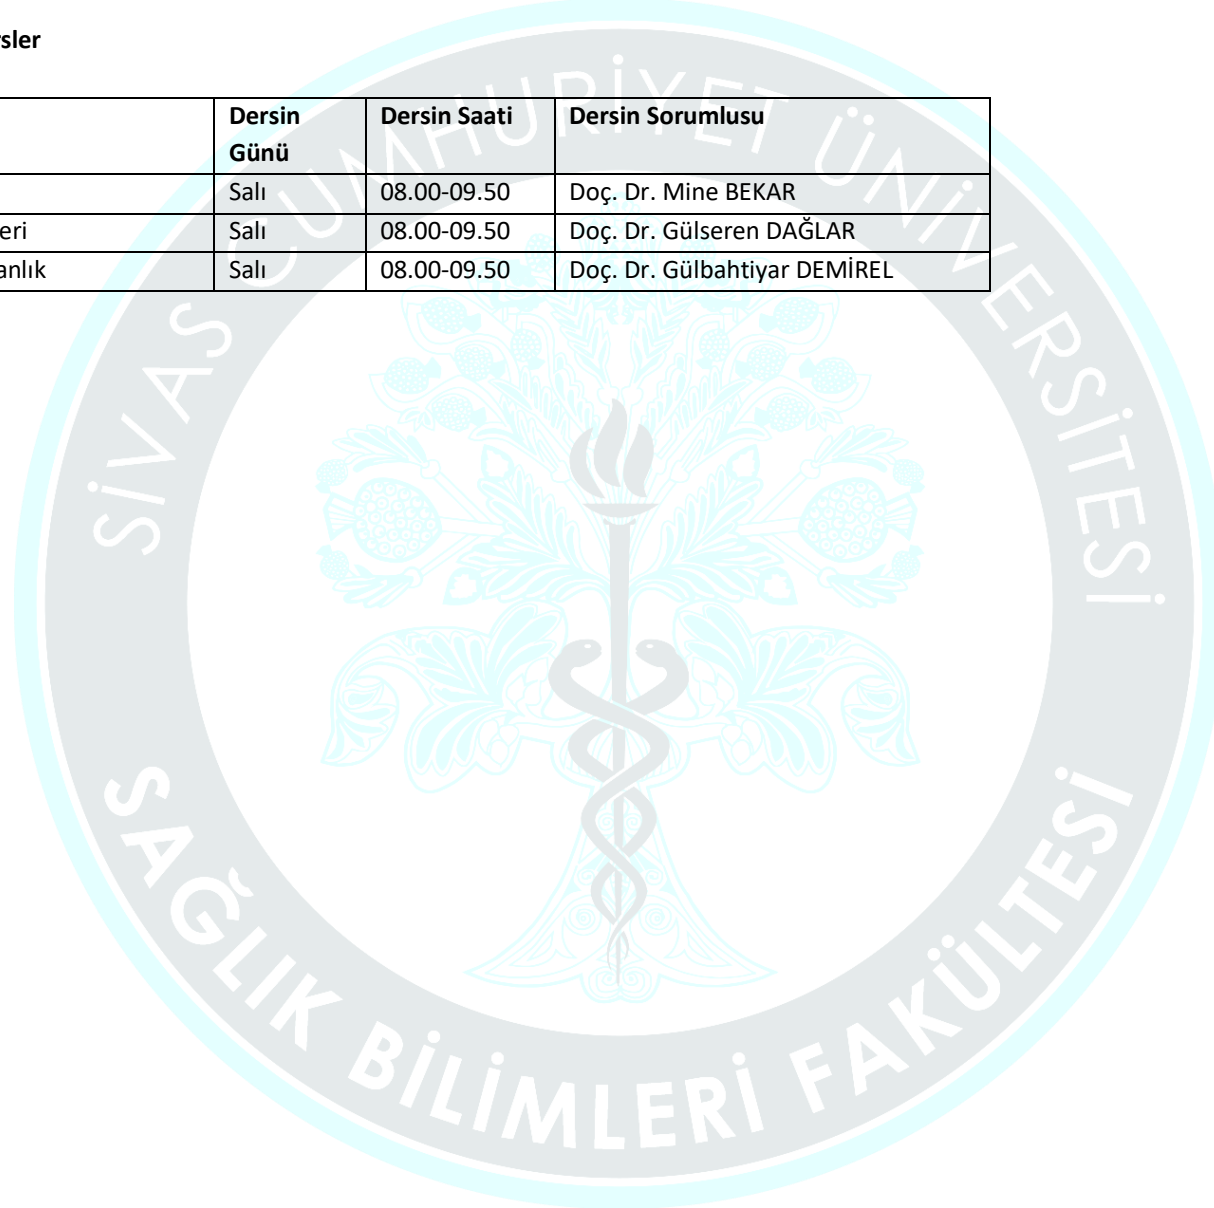 rsler
Dersin Günü Dersin Saati Dersin Sorumlusu
Salı 08.00-09.50 Doç. Dr. Mine BEKAR
eri Salı 08.00-09.50 Doç. Dr. Gülseren DAĞLAR
anlık Salı 08.00-09.50 Doç. Dr. Gülbahtiyar DEMİREL
SİVAS CUMHURİYET ÜNİVERSİTESİ
SAĞLIK BİLİMLERİ FAKÜLTESİ